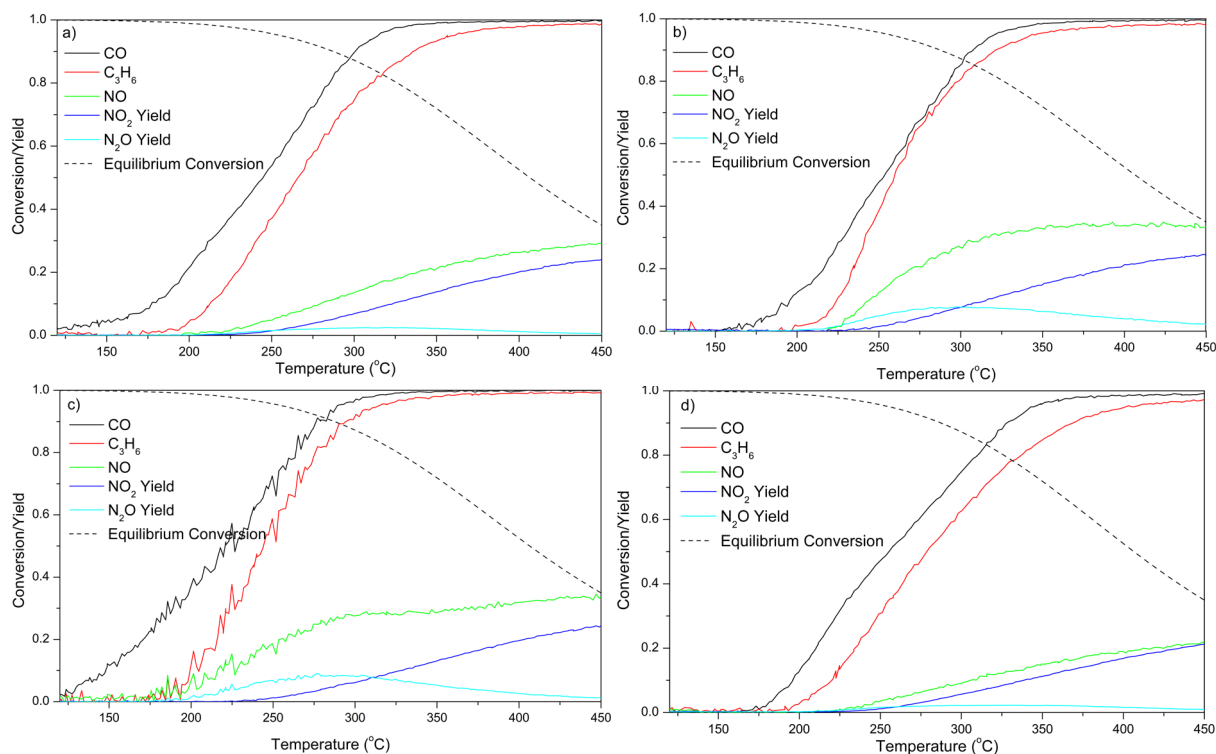 a)
CO
C₃H₆
NO
NO₂ Yield
N₂O Yield
Equilibrium Conversion
Conversion/Yield
1.0
0.8
0.6
0.4
0.2
0.0
150 200 250 300 350 400 450
Temperature (°C)
b)
CO
C₃H₆
NO
NO₂ Yield
N₂O Yield
Equilibrium Conversion
Conversion/Yield
1.0
0.8
0.6
0.4
0.2
0.0
150 200 250 300 350 400 450
Temperature (°C)
c)
CO
C₃H₆
NO
NO₂ Yield
N₂O Yield
Equilibrium Conversion
Conversion/Yield
1.0
0.8
0.6
0.4
0.2
0.0
150 200 250 300 350 400 450
Temperature (°C)
d)
CO
C₃H₆
NO
NO₂ Yield
N₂O Yield
Equilibrium Conversion
Conversion/Yield
1.0
0.8
0.6
0.4
0.2
0.0
150 200 250 300 350 400 450
Temperature (°C)